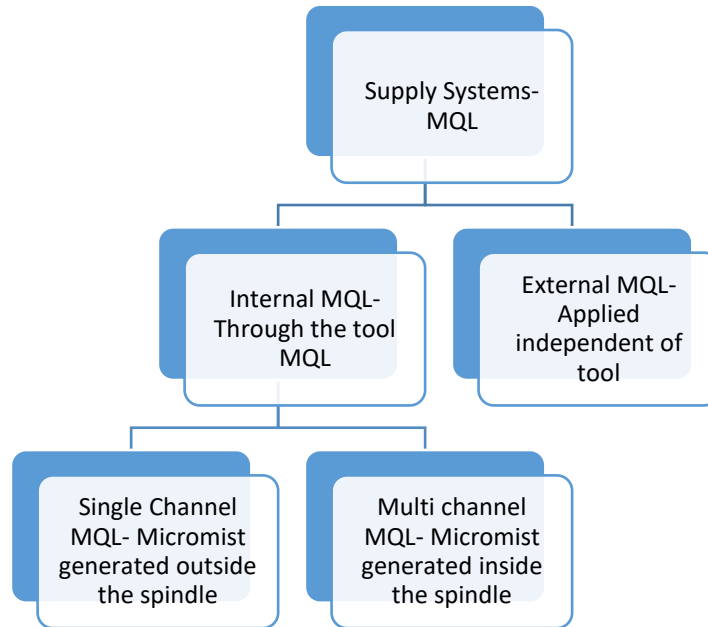 Supply Systems-
MQL
Internal MQL-
Through the tool
MQL
External MQL-
Applied
independent of
tool
Single Channel
MQL- Micromist
generated outside
the spindle
Multi channel
MQL- Micromist
generated inside
the spindle